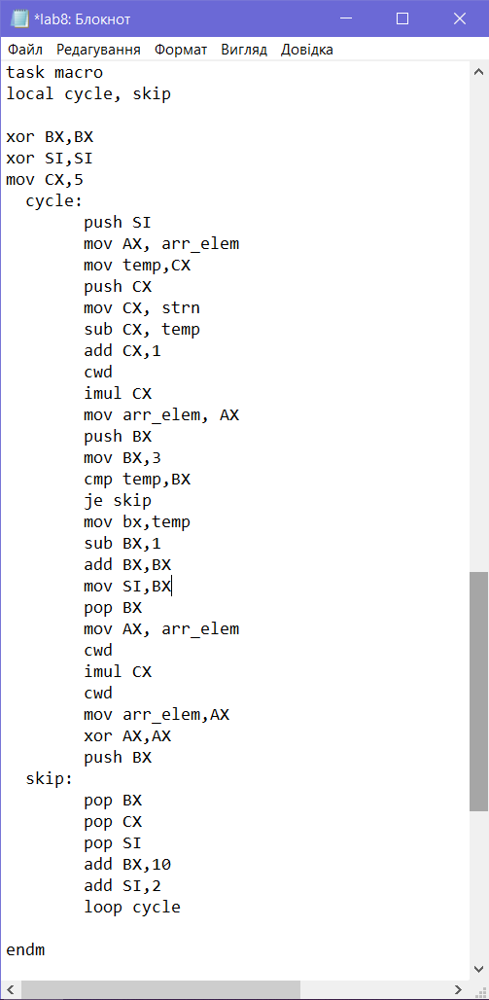 *lab8: Блокнот
Файл Редагування Формат Вигляд Довідка
task macro
local cycle, skip
xor BX,BX
xor SI,SI
mov CX,5
cycle:
push SI
mov AX, arr_elem
mov temp,CX
push CX
mov CX, strn
sub CX, temp
add CX,1
cwd
imul CX
mov arr_elem, AX
push BX
mov BX,3
cmp temp,BX
je skip
mov bx,temp
sub BX,1
add BX,BX
mov SI,BX
pop BX
mov AX, arr_elem
cwd
imul CX
cwd
mov arr_elem,AX
xor AX,AX
push BX
skip:
pop BX
pop CX
pop SI
add BX,10
add SI,2
loop cycle
endm